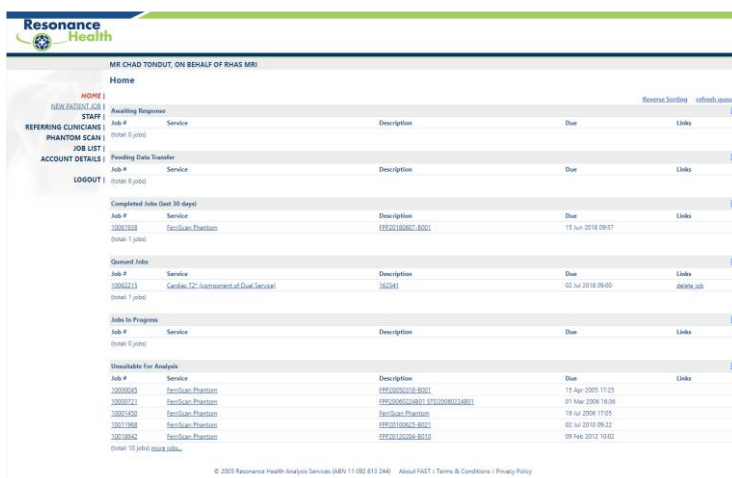 Resonance
Health
MR CHAD TONDUT, ON BEHALF OF RHAS MRI
Home
HOME |
NEW PATIENT JOB |
STAFF |
REFERRING CLINICIANS |
PHANTOM SCAN |
JOB LIST |
ACCOUNT DETAILS |
LOGOUT |
Reverse Sorting refresh queue
Awaiting Response
Job # Service Description Due Links
(total: 0 jobs)
Pending Data Transfer
Job # Service Description Due Links
(total: 0 jobs)
Completed Jobs (last 30 days)
Job # Service Description Due Links
10061938 FerriScan Phantom FPP20180607-B001 15 Jun 2018 09:57
(total: 1 jobs)
Queued Jobs
Job # Service Description Due Links
10062215 Cardiac T2* (component of Dual Service) 162541 02 Jul 2018 09:00 delete job
(total: 1 jobs)
Jobs In Progress
Job # Service Description Due Links
(total: 0 jobs)
Unsuitable For Analysis
Job # Service Description Due Links
10000045 FerriScan Phantom FPP20050318-B001 15 Apr 2005 17:25
10000721 FerriScan Phantom FPP20060224B01 STD20060224B01 01 Mar 2006 16:36
10001450 FerriScan Phantom FerriScan Phantom 19 Jul 2006 17:05
10011968 FerriScan Phantom FPP20100625-B021 02 Jul 2010 09:22
10018642 FerriScan Phantom FPP20120204-B010 09 Feb 2012 10:02
(total: 10 jobs) more jobs...
© 2005 Resonance Health Analysis Services (ABN 11 092 813 244) About FAST :: Terms & Conditions :: Privacy Policy